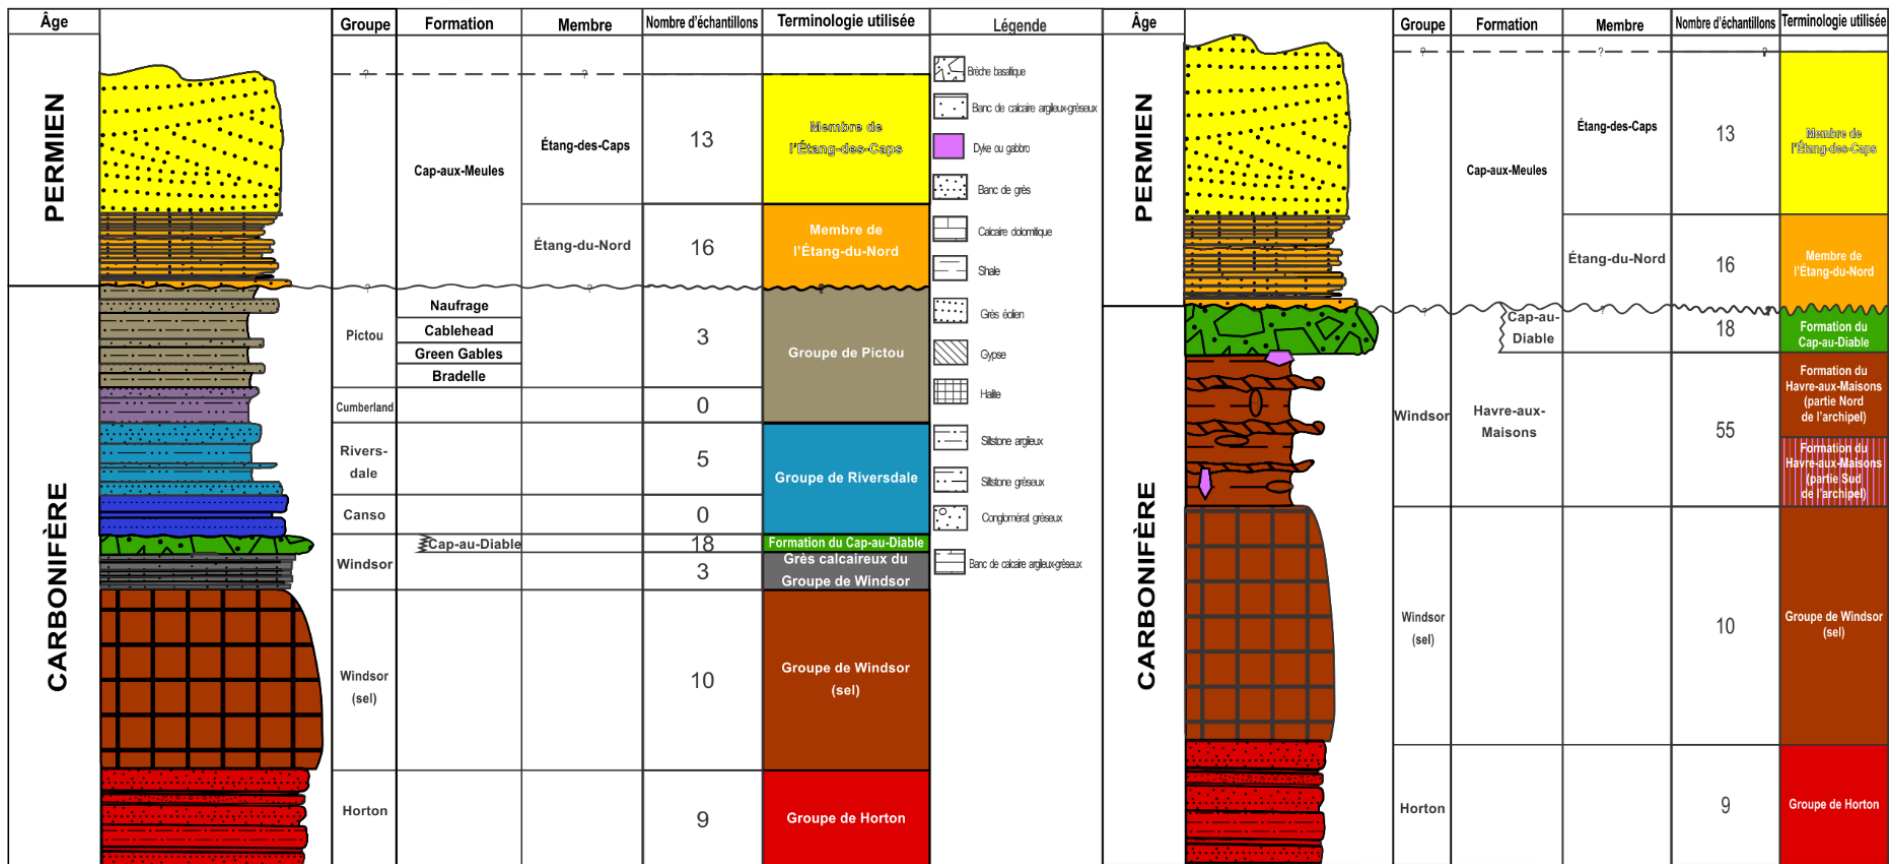 Âge
Groupe
Formation
Membre
Nombre d'échantillons
Terminologie utilisée
PERMIEN
CARBONIFÈRE
?
?
Cap-aux-Meules
Étang-des-Caps
13
Membre de
l'Étang-des-Caps
Étang-du-Nord
16
Membre de
l'Étang-du-Nord
?
?
?
Pictou
Naufrage
Cablehead
Green Gables
Bradelle
3
Groupe de Pictou
Cumberland
0
Rivers-
dale
5
Groupe de Riversdale
Canso
0
Windsor
Cap-au-Diable
18
Formation du Cap-au-Diable
3
Grès calcaireux du
Groupe de Windsor
Windsor
(sel)
10
Groupe de Windsor
(sel)
Horton
9
Groupe de Horton
Légende
Brèche basaltique
Banc de calcaire argileux-gréseux
Dyke ou gabbro
Banc de grès
Calcaire dolomitique
Shale
Grès éolien
Gypse
Halite
Siltstone argileux
Siltstone gréseux
Conglomérat gréseux
Banc de calcaire argileux-gréseux
Âge
Groupe
Formation
Membre
Nombre d'échantillons
Terminologie utilisée
PERMIEN
CARBONIFÈRE
?
?
?
Cap-aux-Meules
Étang-des-Caps
13
Membre de
l'Étang-des-Caps
Étang-du-Nord
16
Membre de
l'Étang-du-Nord
?
?
?
Windsor
Cap-au-
Diable
18
Formation du
Cap-au-Diable
Havre-aux-
Maisons
55
Formation du
Havre-aux-Maisons
(partie Nord
de l'archipel)
Formation du
Havre-aux-Maisons
(partie Sud
de l'archipel)
Windsor
(sel)
10
Groupe de Windsor
(sel)
Horton
9
Groupe de Horton